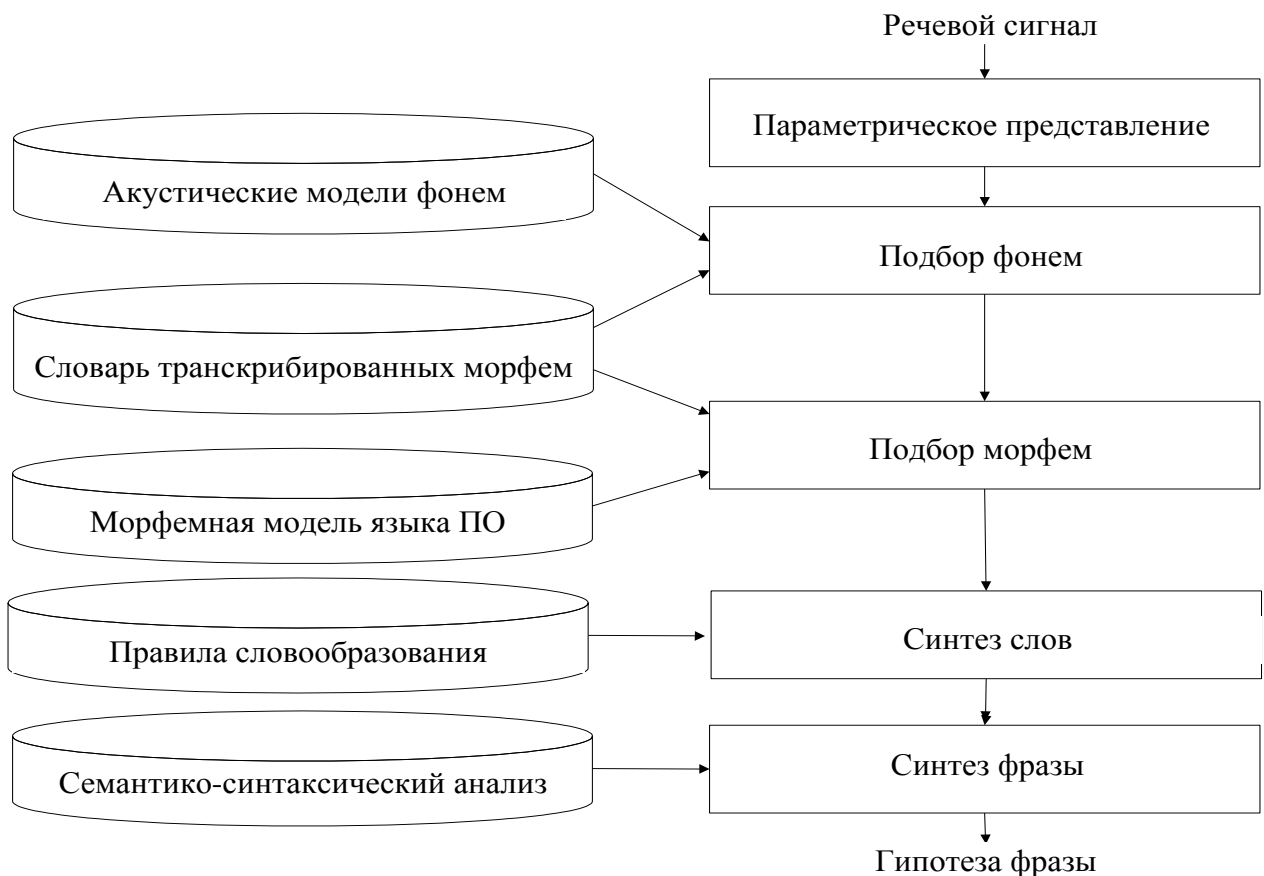 Речевой сигнал
Параметрическое представление
Акустические модели фонем
Подбор фонем
Словарь транскрибированных морфем
Подбор морфем
Морфемная модель языка ПО
Синтез слов
Правила словообразования
Синтез фразы
Семантико-синтаксический анализ
Гипотеза фразы